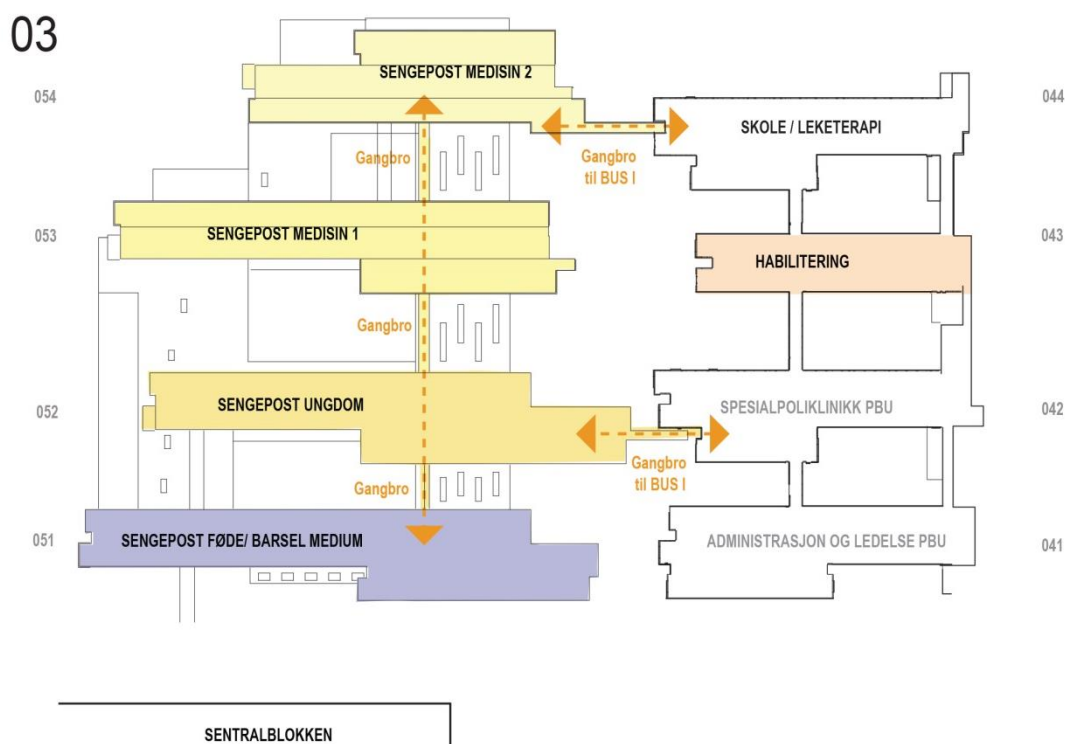 03
SENGEPOST MEDISIN 2
054
044
SKOLE / LEKETERAPI
Gangbro
Gangbro
til BUS I
053
SENGEPOST MEDISIN 1
043
HABILITERING
Gangbro
052
SENGEPOST UNGDOM
SPESIALPOLIKLINIKK PBU
042
Gangbro
til BUS I
Gangbro
051
SENGEPOST FØDE/ BARSEL MEDIUM
ADMINISTRASJON OG LEDELSE PBU
041
SENTRALBLOKKEN